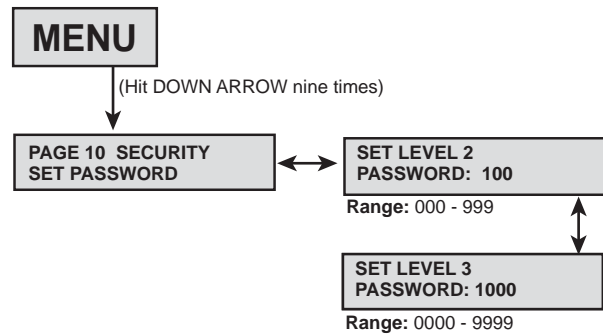 MENU
(Hit DOWN ARROW nine times)
PAGE 10 SECURITY
SET PASSWORD
SET LEVEL 2
PASSWORD: 100
Range: 000 - 999
SET LEVEL 3
PASSWORD: 1000
Range: 0000 - 9999